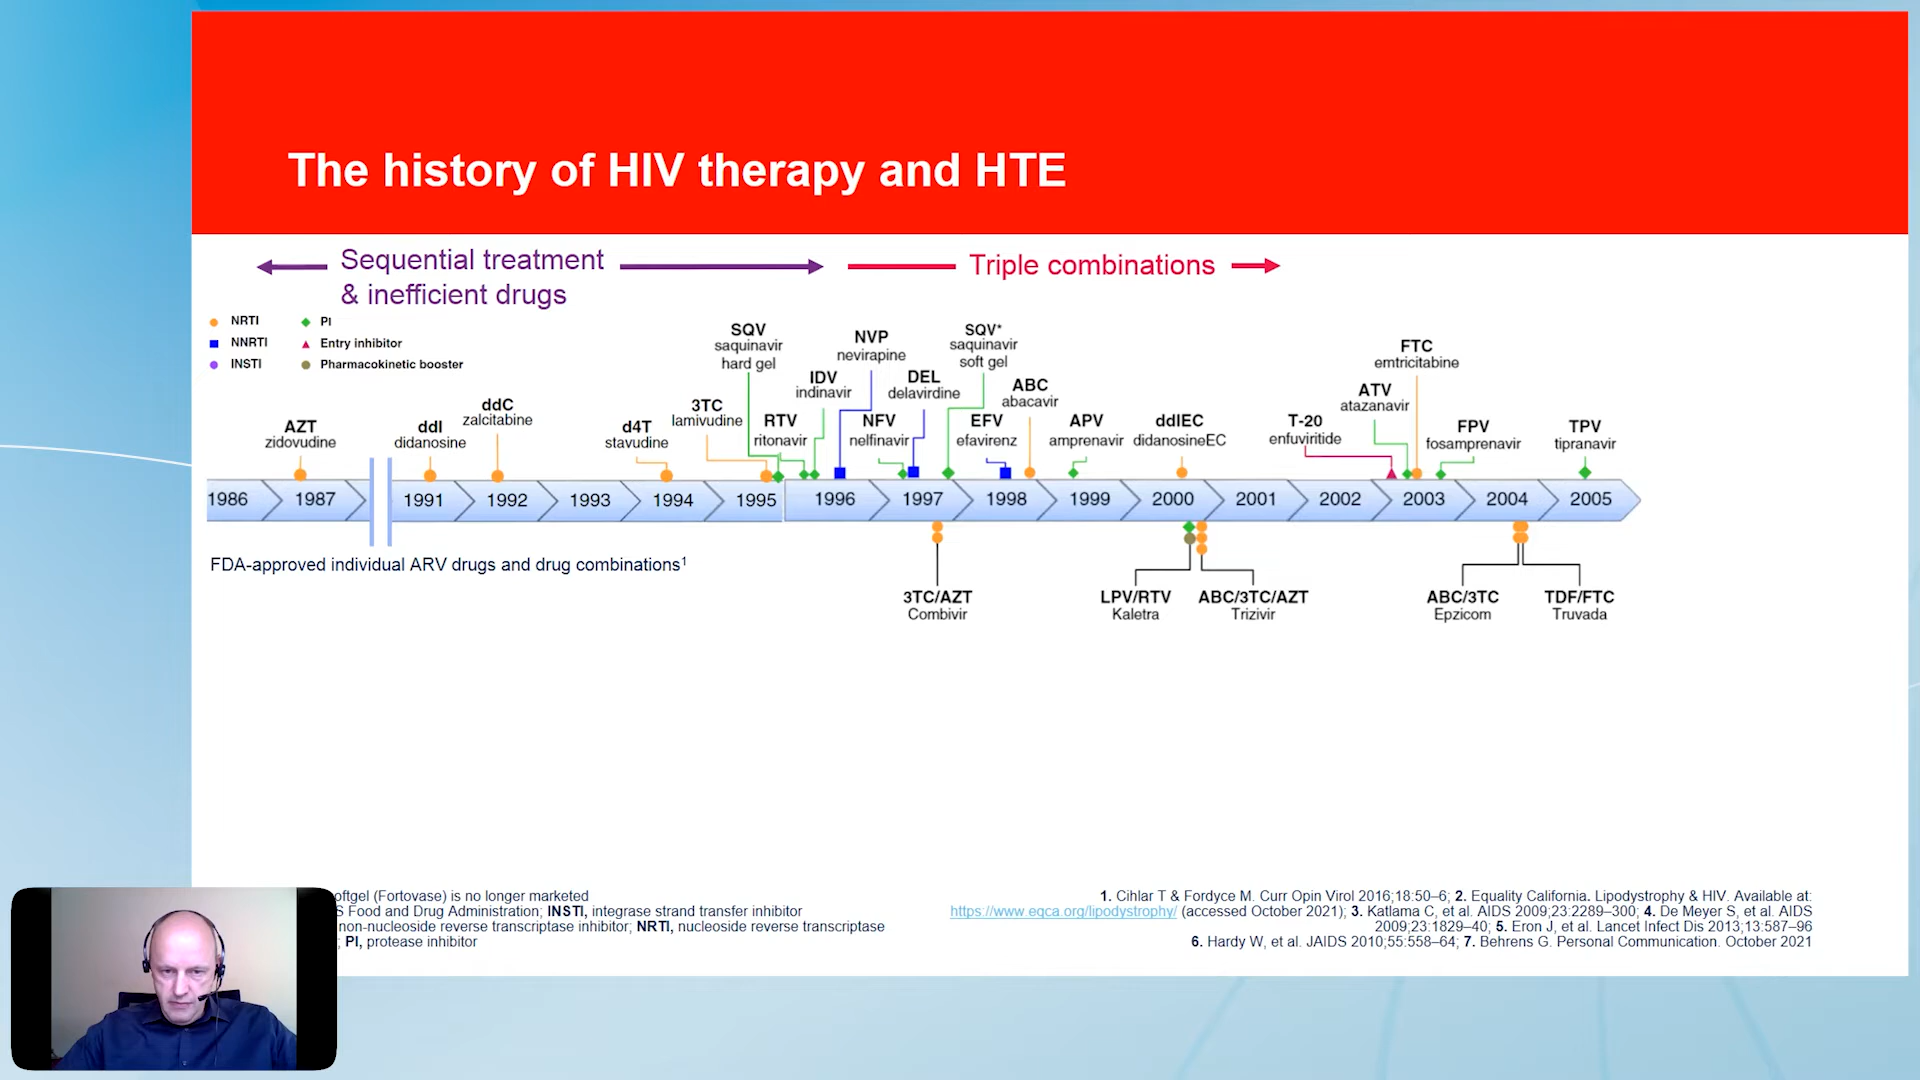 The history of HIV therapy and HTE
Sequential treatment
& inefficient drugs
Triple combinations
NRTI
PI
NNRTI
Entry inhibitor
INSTI
Pharmacokinetic booster
AZT
zidovudine
ddI
didanosine
ddC
zalcitabine
d4T
stavudine
3TC
lamivudine
SQV
saquinavir
hard gel
RTV
ritonavir
IDV
indinavir
NVP
nevirapine
NFV
nelfinavir
DEL
delavirdine
SQV*
saquinavir
soft gel
EFV
efavirenz
ABC
abacavir
APV
amprenavir
ddIEC
didanosineEC
T-20
enfuviritide
ATV
atazanavir
FTC
emtricitabine
FPV
fosamprenavir
TPV
tipranavir
1986 1987 1991 1992 1993 1994 1995 1996 1997 1998 1999 2000 2001 2002 2003 2004 2005
FDA-approved individual ARV drugs and drug combinations¹
3TC/AZT
Combivir
LPV/RTV
Kaletra
ABC/3TC/AZT
Trizivir
ABC/3TC
Epzicom
TDF/FTC
Truvada
oftgel (Fortovase) is no longer marketed
S Food and Drug Administration; INSTI, integrase strand transfer inhibitor
non-nucleoside reverse transcriptase inhibitor; NRTI, nucleoside reverse transcriptase
; PI, protease inhibitor
1. Cihlar T & Fordyce M. Curr Opin Virol 2016;18:50–6; 2. Equality California. Lipodystrophy & HIV. Available at:
https://www.eqca.org/lipodystrophy/ (accessed October 2021); 3. Katlama C, et al. AIDS 2009;23:2289–300; 4. De Meyer S, et al. AIDS
2009;23:1829–40; 5. Eron J, et al. Lancet Infect Dis 2013;13:587–96
6. Hardy W, et al. JAIDS 2010;55:558–64; 7. Behrens G. Personal Communication. October 2021